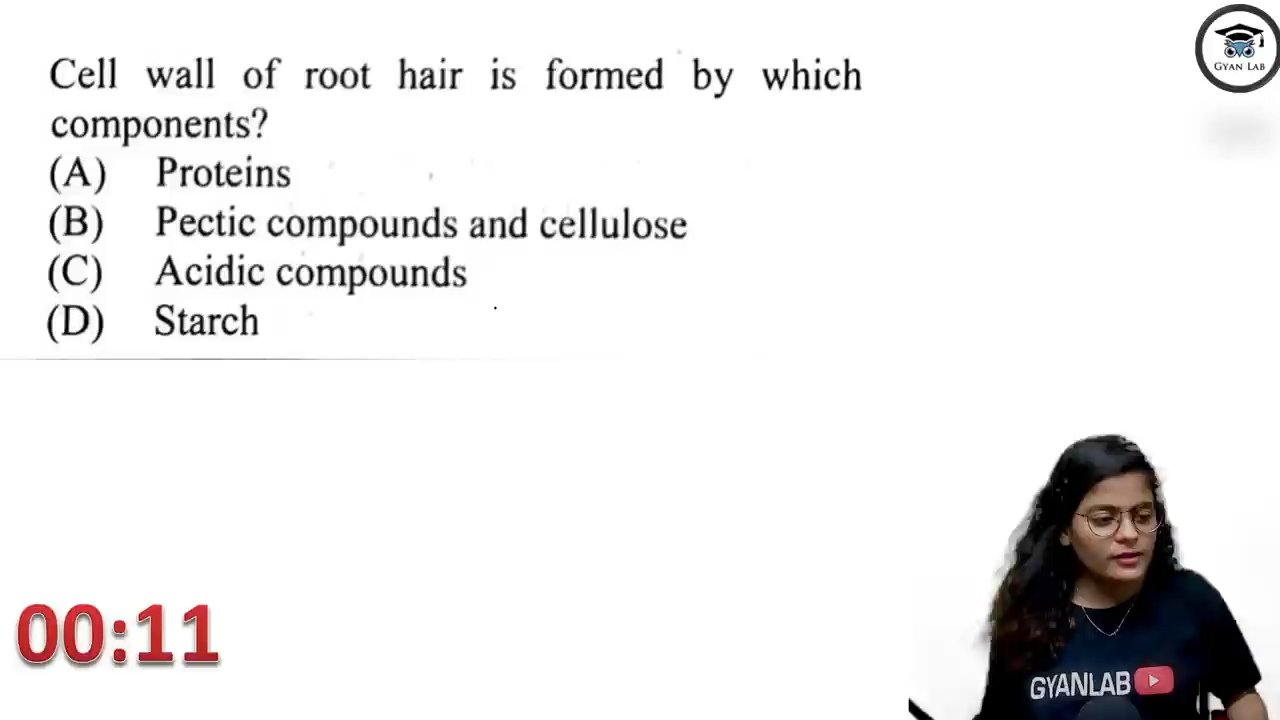 GYAN LAB
Cell wall of root hair is formed by which
components?
(A) Proteins
(B) Pectic compounds and cellulose
(C) Acidic compounds
(D) Starch
00:11
GYANLAB